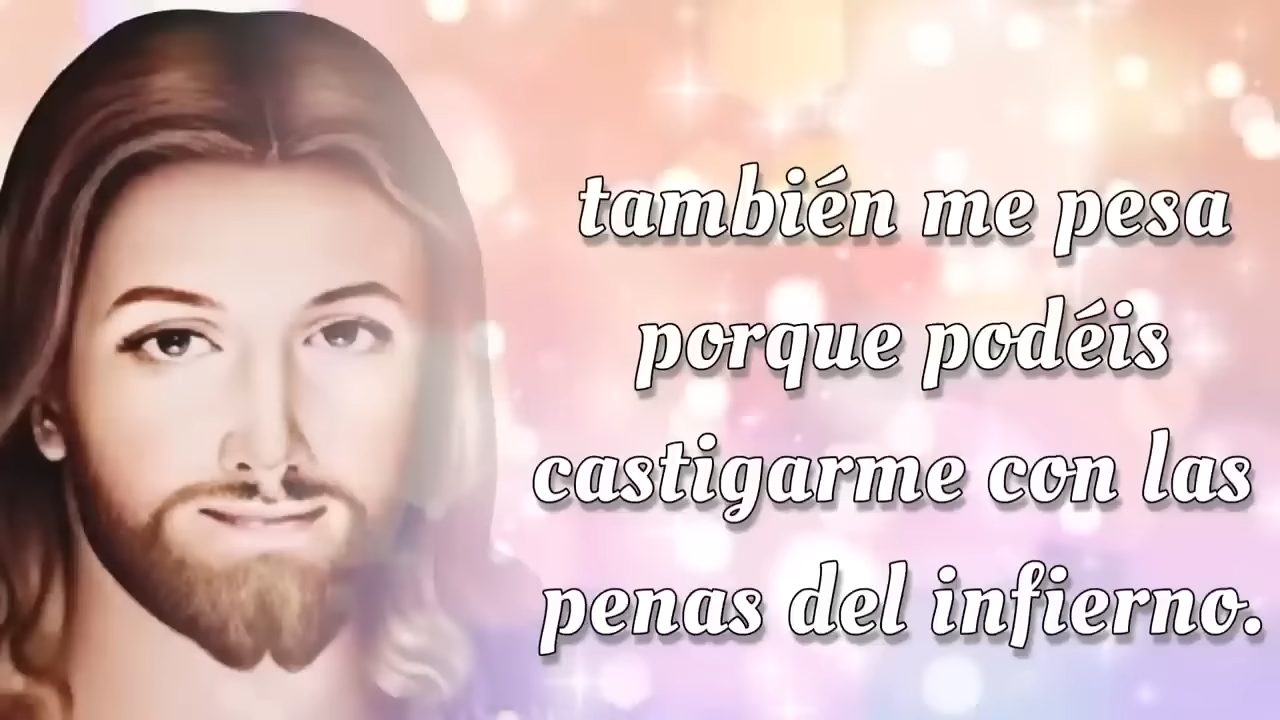 también me pesa
porque podéis
castigarme con las
penas del infierno.